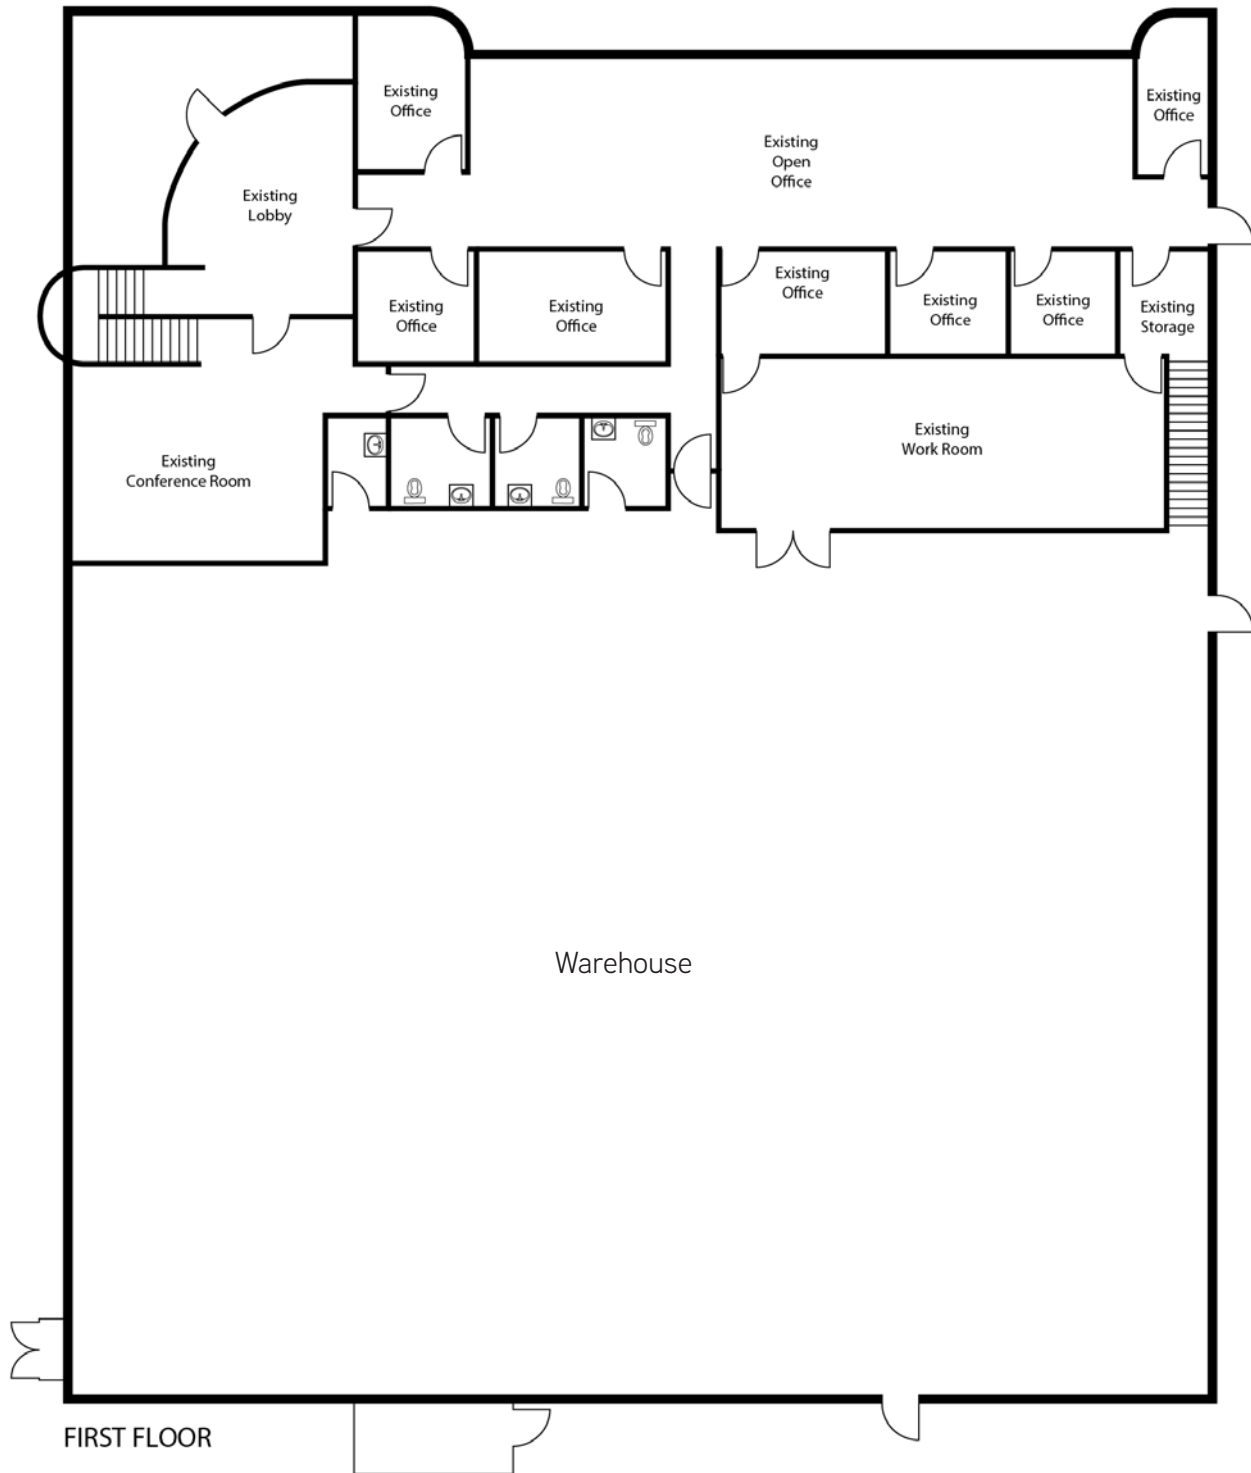 Existing
Office
Existing
Office
Existing
Open
Office
Existing
Lobby
Existing
Office
Existing
Office
Existing
Office
Existing
Office
Existing
Office
Existing
Storage
Existing
Work Room
Existing
Conference Room
Warehouse
FIRST FLOOR